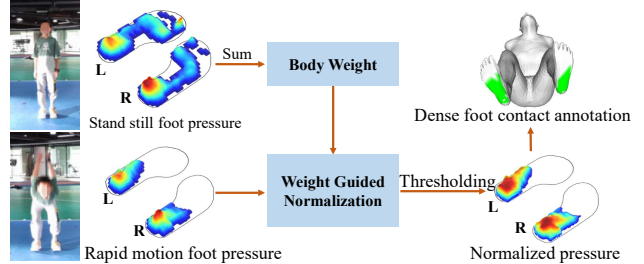 L
R
Stand still foot pressure
Sum
Body Weight
Dense foot contact annotation
L
R
Rapid motion foot pressure
Weight Guided
Normalization
Thresholding
L
R
Normalized pressure